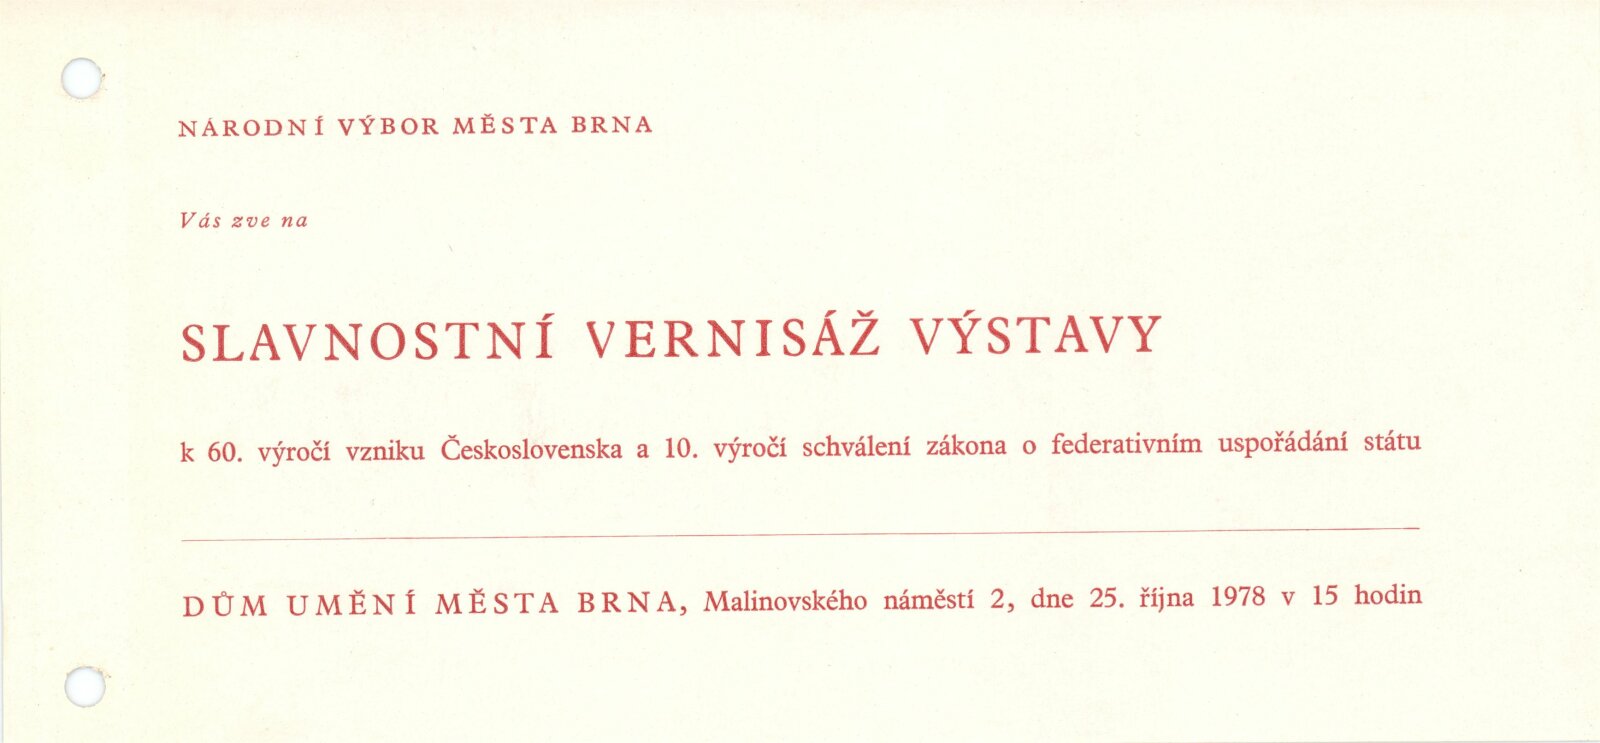 NÁRODNÍ VÝBOR MĚSTA BRNA
Vás zve na
SLAVNOSTNÍ VERNISÁŽ VÝSTAVY
k 60. výročí vzniku Československa a 10. výročí schválení zákona o federativním uspořádání státu
DŮM UMĚNÍ MĚSTA BRNA, Malinovského náměstí 2, dne 25. října 1978 v 15 hodin